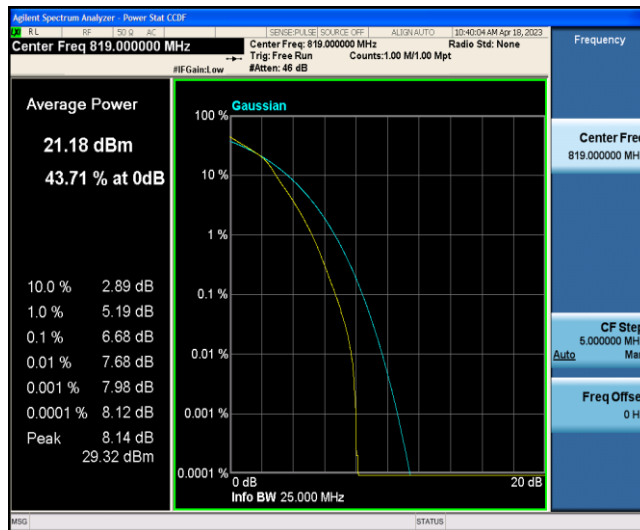 Agilent Spectrum Analyzer - Power Stat CCDF
RL RF 50 Ω AC SENSE:PULSE SOURCE OFF ALIGN AUTO 10:40:04 AM Apr 18, 2023
Center Freq 819.000000 MHz
Center Freq: 819.000000 MHz Radio Std: None
Trig: Free Run Counts:1.00 M/1.00 Mpt
#IFGain:Low #Atten: 46 dB
Frequency
Average Power
21.18 dBm
43.71 % at 0dB
10.0 % 2.89 dB
1.0 % 5.19 dB
0.1 % 6.68 dB
0.01 % 7.68 dB
0.001 % 7.98 dB
0.0001 % 8.12 dB
Peak 8.14 dB
29.32 dBm
Gaussian
100 %
10 %
1 %
0.1 %
0.01 %
0.001 %
0.0001 %
0 dB 20 dB
Info BW 25.000 MHz
Center Fre
819.000000 MH
CF Step
5.000000 MH
Auto Ma
Freq Offse
0 H
MSG STATUS